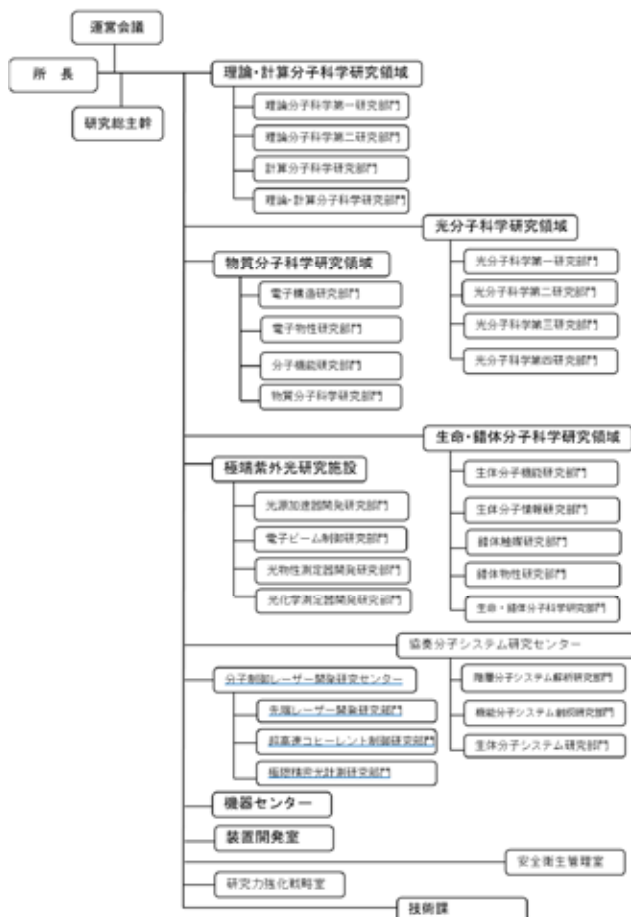 運営会議
所 長
研究総主幹
理論・計算分子科学研究領域
理論分子科学第一研究部門
理論分子科学第二研究部門
計算分子科学研究部門
理論・計算分子科学研究部門
光分子科学研究領域
光分子科学第一研究部門
光分子科学第二研究部門
光分子科学第三研究部門
光分子科学第四研究部門
物質分子科学研究領域
電子構造研究部門
電子物性研究部門
分子機能研究部門
物質分子科学研究部門
生命・錯体分子科学研究領域
生体分子機能研究部門
生体分子情報研究部門
錯体触媒研究部門
錯体物性研究部門
生命・錯体分子科学研究部門
極端紫外光研究施設
光源加速器開発研究部門
電子ビーム制御研究部門
光物性測定器開発研究部門
光化学測定器開発研究部門
協奏分子システム研究センター
階層分子システム解析研究部門
機能分子システム創成研究部門
生体分子システム研究部門
分子制御レーザー開発研究センター
先端レーザー開発研究部門
超高速コヒーレント制御研究部門
極限精密光計測研究部門
機器センター
装置開発室
安全衛生管理室
研究力強化戦略室
技術課